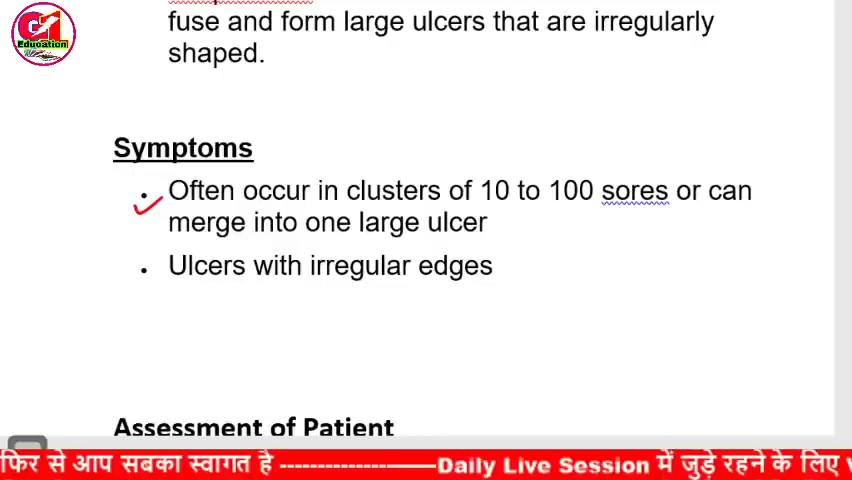 GI
Education
fuse and form large ulcers that are irregularly
shaped.
Symptoms
• Often occur in clusters of 10 to 100 sores or can
merge into one large ulcer
• Ulcers with irregular edges
Assessment of Patient
फिर से आप सबका स्वागत है ---------------------Daily Live Session में जुड़े रहने के लिए